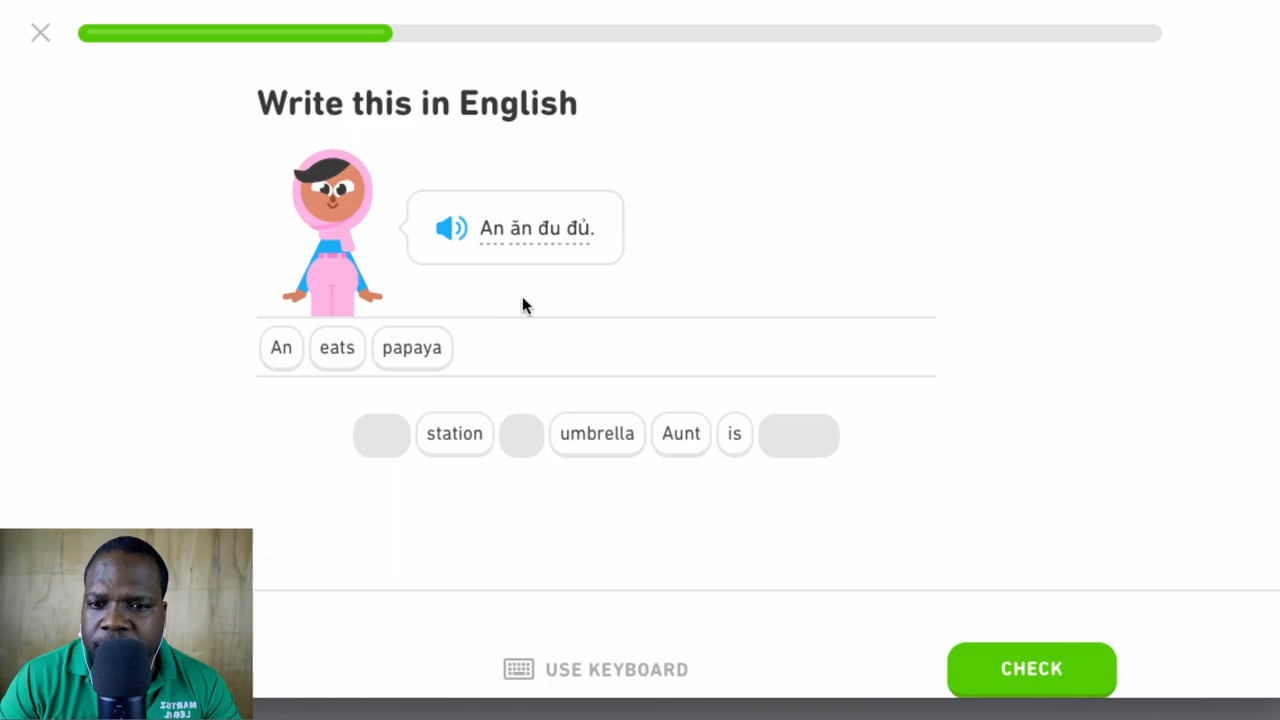 Write this in English
An ăn đu đủ.
An eats papaya
station umbrella Aunt is
USE KEYBOARD
CHECK